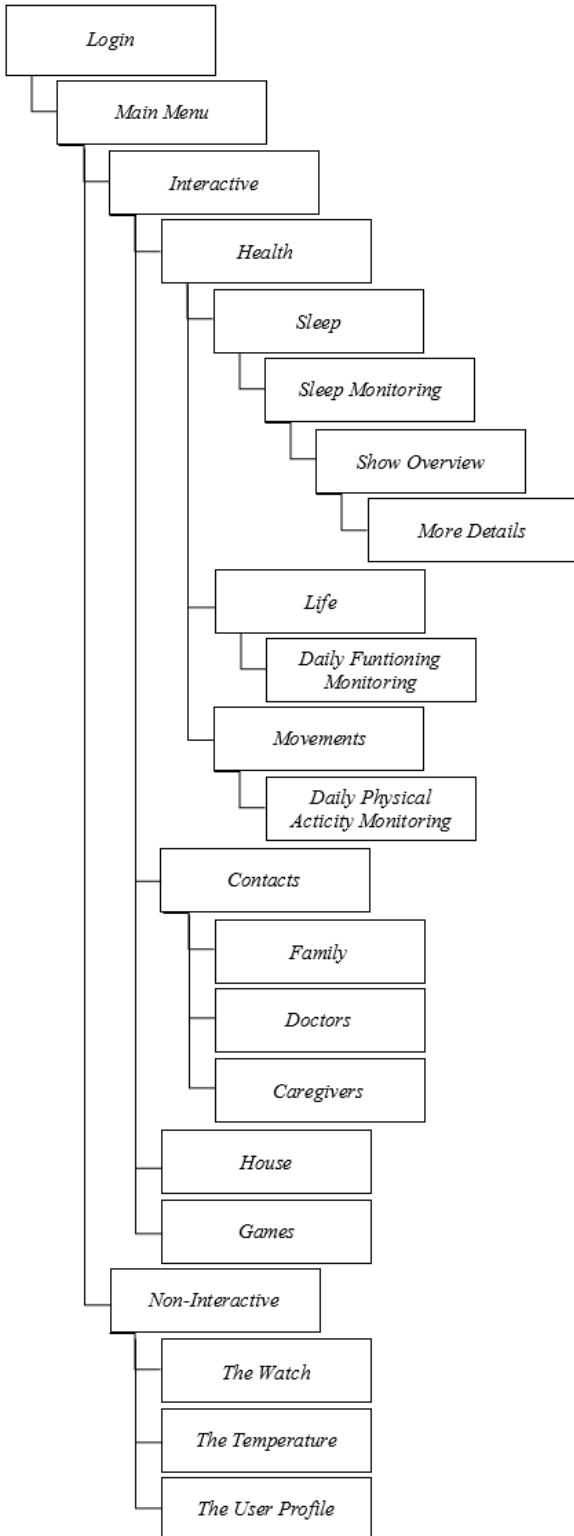 Login
Main Menu
Interactive
Health
Sleep
Sleep Monitoring
Show Overview
More Details
Life
Daily Funtioning
Monitoring
Movements
Daily Physical
Acticity Monitoring
Contacts
Family
Doctors
Caregivers
House
Games
Non-Interactive
The Watch
The Temperature
The User Profile